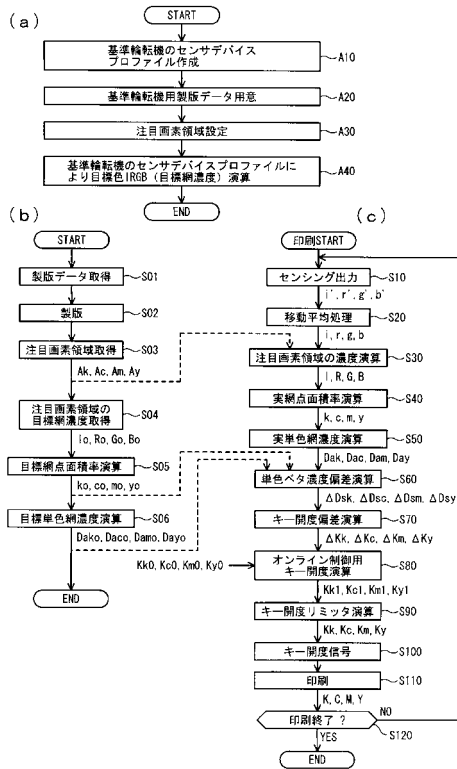 (a)
START
基準輪転機のセンサデバイス
プロファイル作成
A10
基準輪転機用製版データ用意
A20
注目画素領域設定
A30
基準輪転機のセンサデバイスプロファイルに
より目標色IRGB(目標網濃度)演算
A40
END
(b)
START
製版データ取得
S01
製版
S02
注目画素領域取得
S03
Ak, Ac, Am, Ay
注目画素領域の
目標網濃度取得
S04
Io, Ro, Go, Bo
目標網点面積率演算
S05
ko, co, mo, yo
目標単色網濃度演算
S06
Dako, Daco, Damo, Dayo
END
(c)
印刷START
センシング出力
S10
i', r', g', b'
移動平均処理
S20
i, r, g, b
注目画素領域の濃度演算
S30
I, R, G, B
実網点面積率演算
S40
k, c, m, y
実単色網濃度演算
S50
Dak, Dac, Dam, Day
単色ベタ濃度偏差演算
S60
ΔDsk, ΔDsc, ΔDsm, ΔDsy
キー開度偏差演算
S70
ΔKk, ΔKc, ΔKm, ΔKy
Kk0, Kc0, Km0, Ky0
オンライン制御用
キー開度演算
S80
Kk1, Kc1, Km1, Ky1
キー開度リミッタ演算
S90
Kk, Kc, Km, Ky
キー開度信号
S100
印刷
S110
K, C, M, Y
印刷終了 ?
NO
S120
YES
END